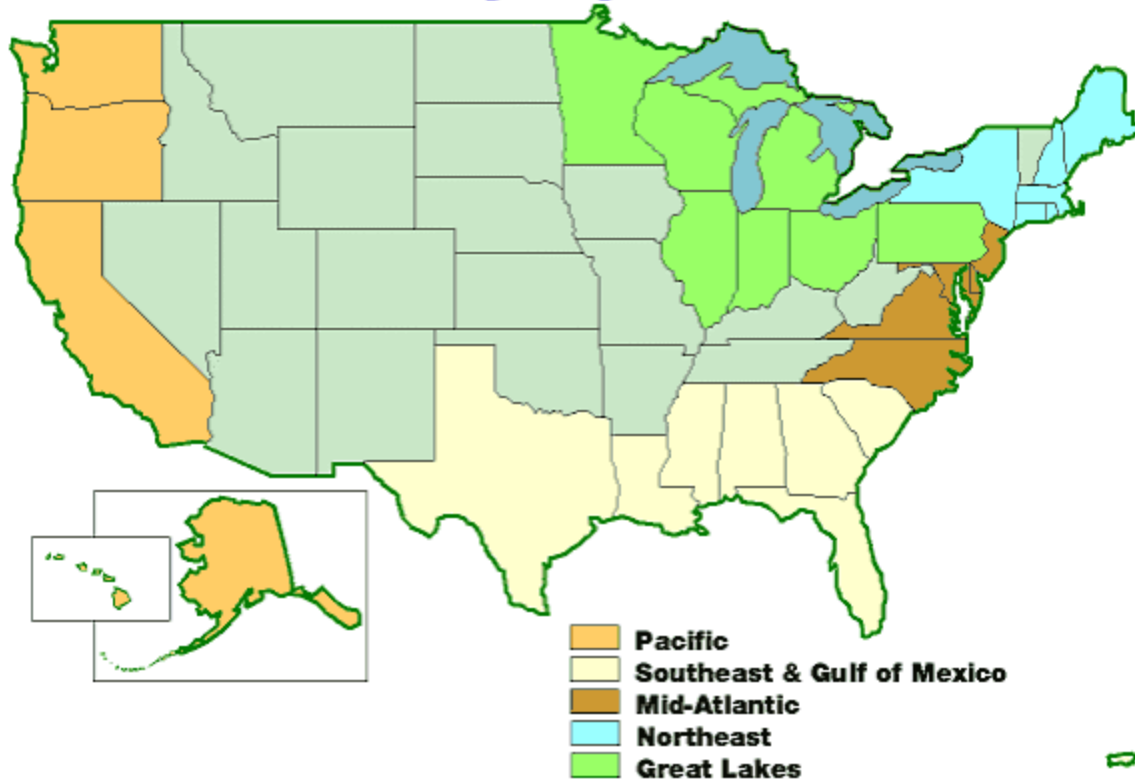 Pacific
Southeast & Gulf of Mexico
Mid-Atlantic
Northeast
Great Lakes